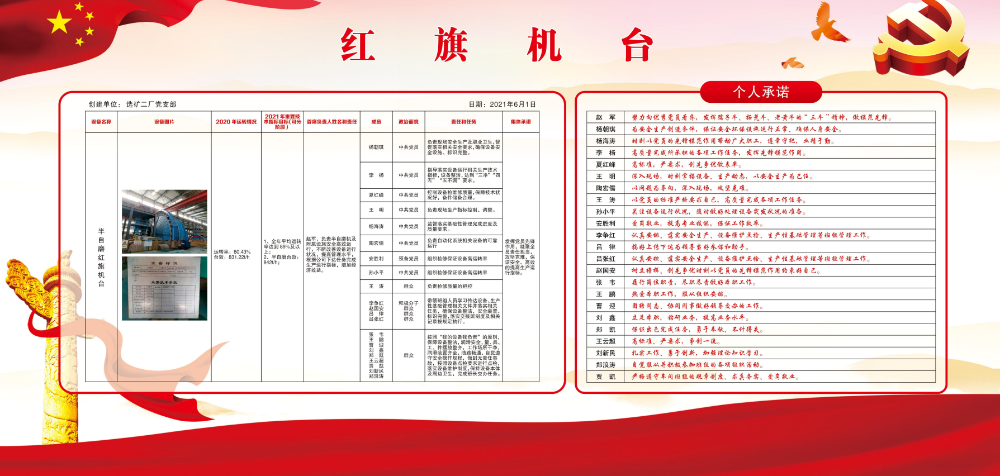 红旗机台
创建单位：选矿二厂党支部
日期：2021年6月1日
设备名称
设备图片
2020年运转情况
2021年重要技
术指标目标(可分
阶段)
首席负责人姓名和责任
成员
政治面貌
责任和任务
集体承诺
半自磨红旗机台
设备标识
主要技术参数
运转率：80.43%
台效：831.22t/h
1、全年平均运转
率达到 89%及以
上；
2、半自磨台效：
842t/h；
赵军，负责半自磨机及
附属设施安全高效运
行，不断改善设备运行
状况，提高管理水平，
根据公司下达任务完成
生产运行指标，增加经
济效益。
杨朝琪
中共党员
负责现场安全生产及职业卫生，督
促落实相关安全要求，确保设备安
全设施、标识完整。
李 杨
中共党员
指导落实设备运行相关生产技术
指标，设备整洁，达到“三净”“四
无”“五不漏”要求。
夏红峰
中共党员
控制设备检维修质量，保障技术状
况好，备件储备合理。
王 明
中共党员
负责现场生产指标控制、调整。
杨海涛
中共党员
监督落实基础性管理完成进度及
质量要求。
陶宏儒
中共党员
负责自动化系统相关设备的可靠
运行
安胜利
预备党员
组织检修保证设备高运转率
孙小平
中共党员
组织检修保证设备高运转率
王 涛
群众
负责检修质量的把控
李争红
赵国安
吕 律
吕张红
积极分子
群众
群众
群众
带领班组人员学习传达设备、生产
性基础管理相关文件并落实相关
任务，确保设备整洁，安全装置、
标识完整，落实交接班制度及相关
记录按规定执行。
张 韦
王 鹏
曹 迎
刘 鑫
郑 凯
王云超
贾 凯
刘新民
郑浪涛
群众
按照“我的设备我负责”的原则，
保障设备整洁，润滑安全，量、具、
工、件摆放整齐，工作场所干净，
润滑装置齐全，油路畅通，自觉遵
守安全操作规程，做到无责任事
故，按照设备点检要求进行点检，
落实设备维护制度，保持设备本体
及周边卫生，完成班长交办任务。
发挥党员先锋
作用，凝聚全
员责任担当，
攻坚克难，保
证安全、高效
的提高生产运
行指标。
个人承诺
赵 军 努力向优秀党员看齐，发挥孺子牛、拓荒牛、老黄牛的“三牛”精神，做模范先锋。
杨朝琪 为安全生产创造条件，保证安全环保设施运行正常、确保人身安全。
杨海涛 时刻以党员的先锋模范作用带动广大职工，遵章守纪，业精于勤。
李 杨 高质量完成所承担的各项工作任务，发挥先锋模范作用。
夏红峰 高标准，严要求，创先争优做表率。
王 明 深入现场，时刻掌握设备、生产动态，以安全生产为己任。
陶宏儒 以问题为导向，深入现场，攻坚克难。
王 涛 以党员的标准严格要求自己，高质量完成各项工作任务。
孙小平 关注设备运行状况，随时做好处理设备突发状况的准备。
安胜利 爱岗敬业，提高专业技能，保证工作效率。
李争红 认真安排、落实安全生产、设备维护点检、生产性基础管理等班组管理工作。
吕 律 搞好上传下达为领导当好参谋和助手。
吕张红 认真安排、落实安全生产、设备维护点检、生产性基础管理等班组管理工作。
赵国安 树立榜样、创先争优时刻以党员的先锋模范作用约束好自己。
张 韦 履行岗位职责，尽职尽责做好本职工作。
王 鹏 热爱本职工作，服从组织安排。
曹 迎 团结同志、协同同事做好领导交办的工作。
刘 鑫 立足本职，钻研业务，提高业务水平。
郑 凯 保证出色完成任务，勇于奉献、不计得失。
王云超 高标准、严要求，争创一流。
刘新民 扎实工作、勇于创新，加强理论知识学习。
郑浪涛 自觉服从并积极参加班组的各项组织活动。
贾 凯 严格遵守车间班组的规章制度、求真务实、爱岗敬业。